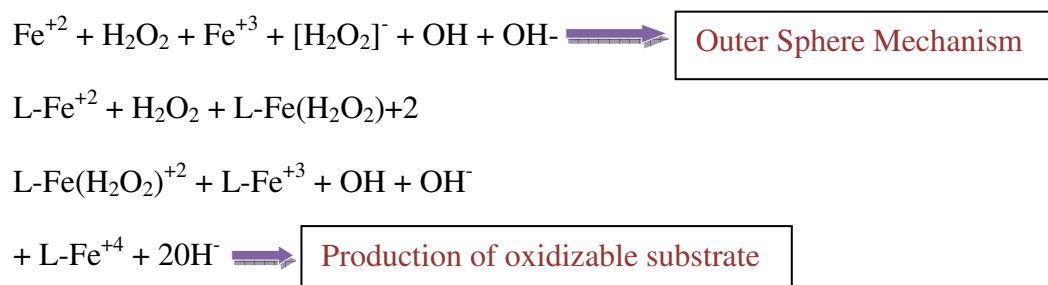 Fe⁺² + H₂O₂ + Fe⁺³ + [H₂O₂]⁻ + OH + OH- Outer Sphere Mechanism
L-Fe⁺² + H₂O₂ + L-Fe(H₂O₂)+2
L-Fe(H₂O₂)⁺² + L-Fe⁺³ + OH + OH⁻
+ L-Fe⁺⁴ + 20H⁻ Production of oxidizable substrate